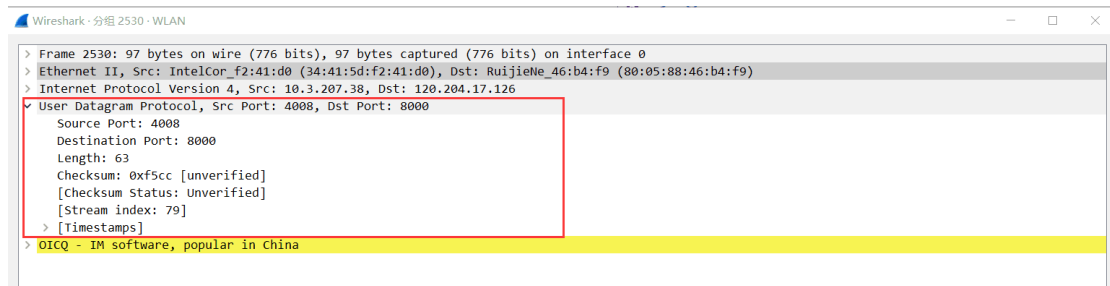 Wireshark · 分组 2530 · WLAN
> Frame 2530: 97 bytes on wire (776 bits), 97 bytes captured (776 bits) on interface 0
> Ethernet II, Src: IntelCor_f2:41:d0 (34:41:5d:f2:41:d0), Dst: RuijieNe_46:b4:f9 (80:05:88:46:b4:f9)
> Internet Protocol Version 4, Src: 10.3.207.38, Dst: 120.204.17.126
User Datagram Protocol, Src Port: 4008, Dst Port: 8000
Source Port: 4008
Destination Port: 8000
Length: 63
Checksum: 0xf5cc [unverified]
[Checksum Status: Unverified]
[Stream index: 79]
> [Timestamps]
> OICQ - IM software, popular in China